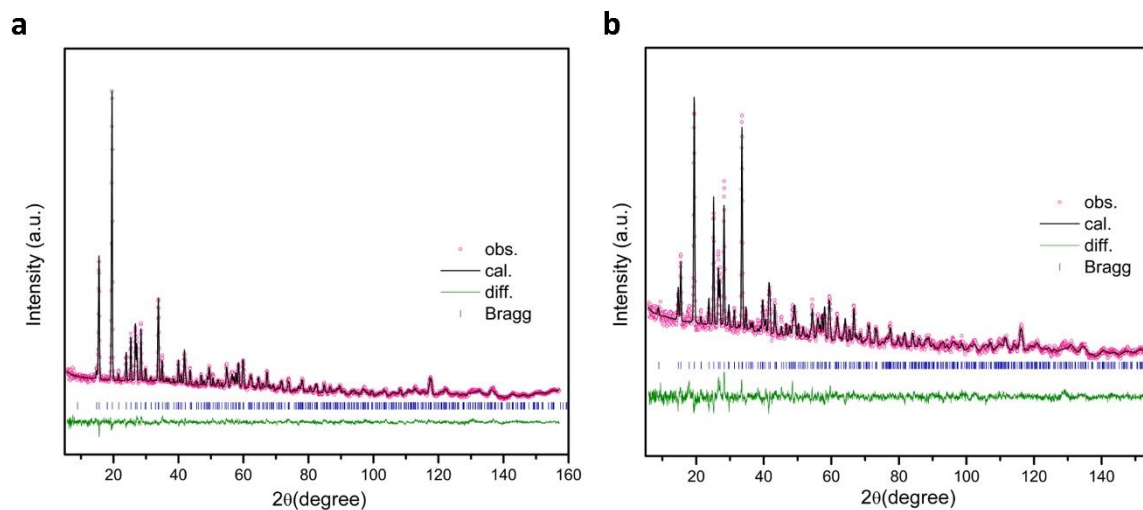 a
b
Intensity (a.u.)
obs.
cal.
diff.
Bragg
20 40 60 80 100 120 140 160
2θ(degree)
Intensity (a.u.)
obs.
cal.
diff.
Bragg
20 40 60 80 100 120 140
2θ(degree)